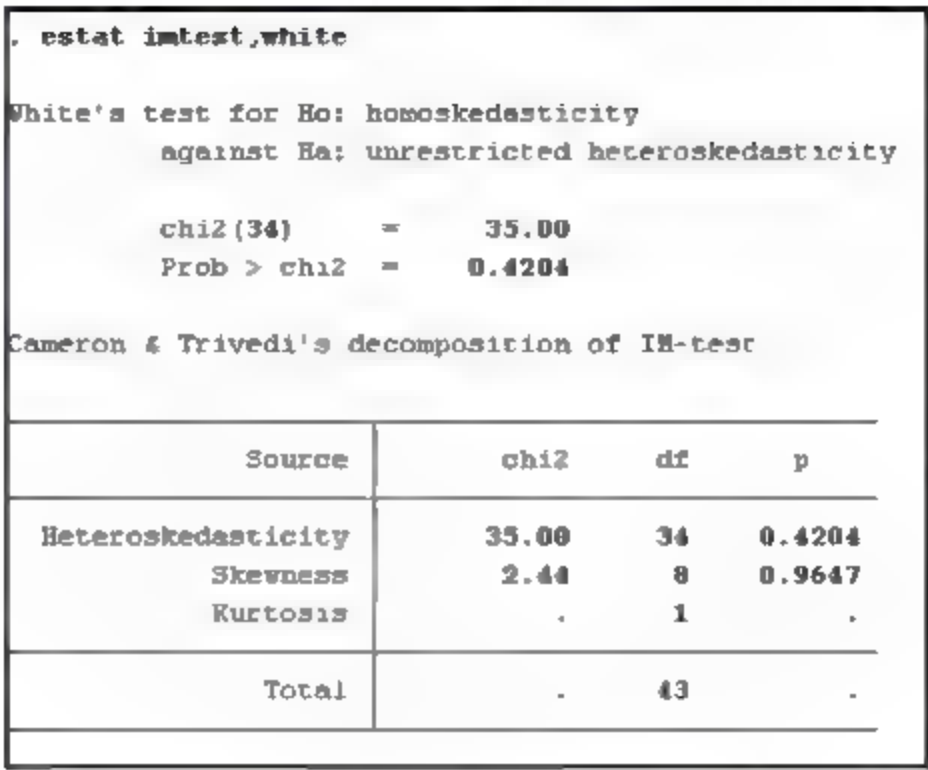 . estat imtest,white
White's test for Ho: homoskedasticity
against Ha: unrestricted heteroskedasticity
chi2(34) = 35.00
Prob > chi2 = 0.4204
Cameron & Trivedi's decomposition of IM-test
Source chi2 df p
Heteroskedasticity 35.00 34 0.4204
Skewness 2.44 8 0.9647
Kurtosis . 1 .
Total . 43 .